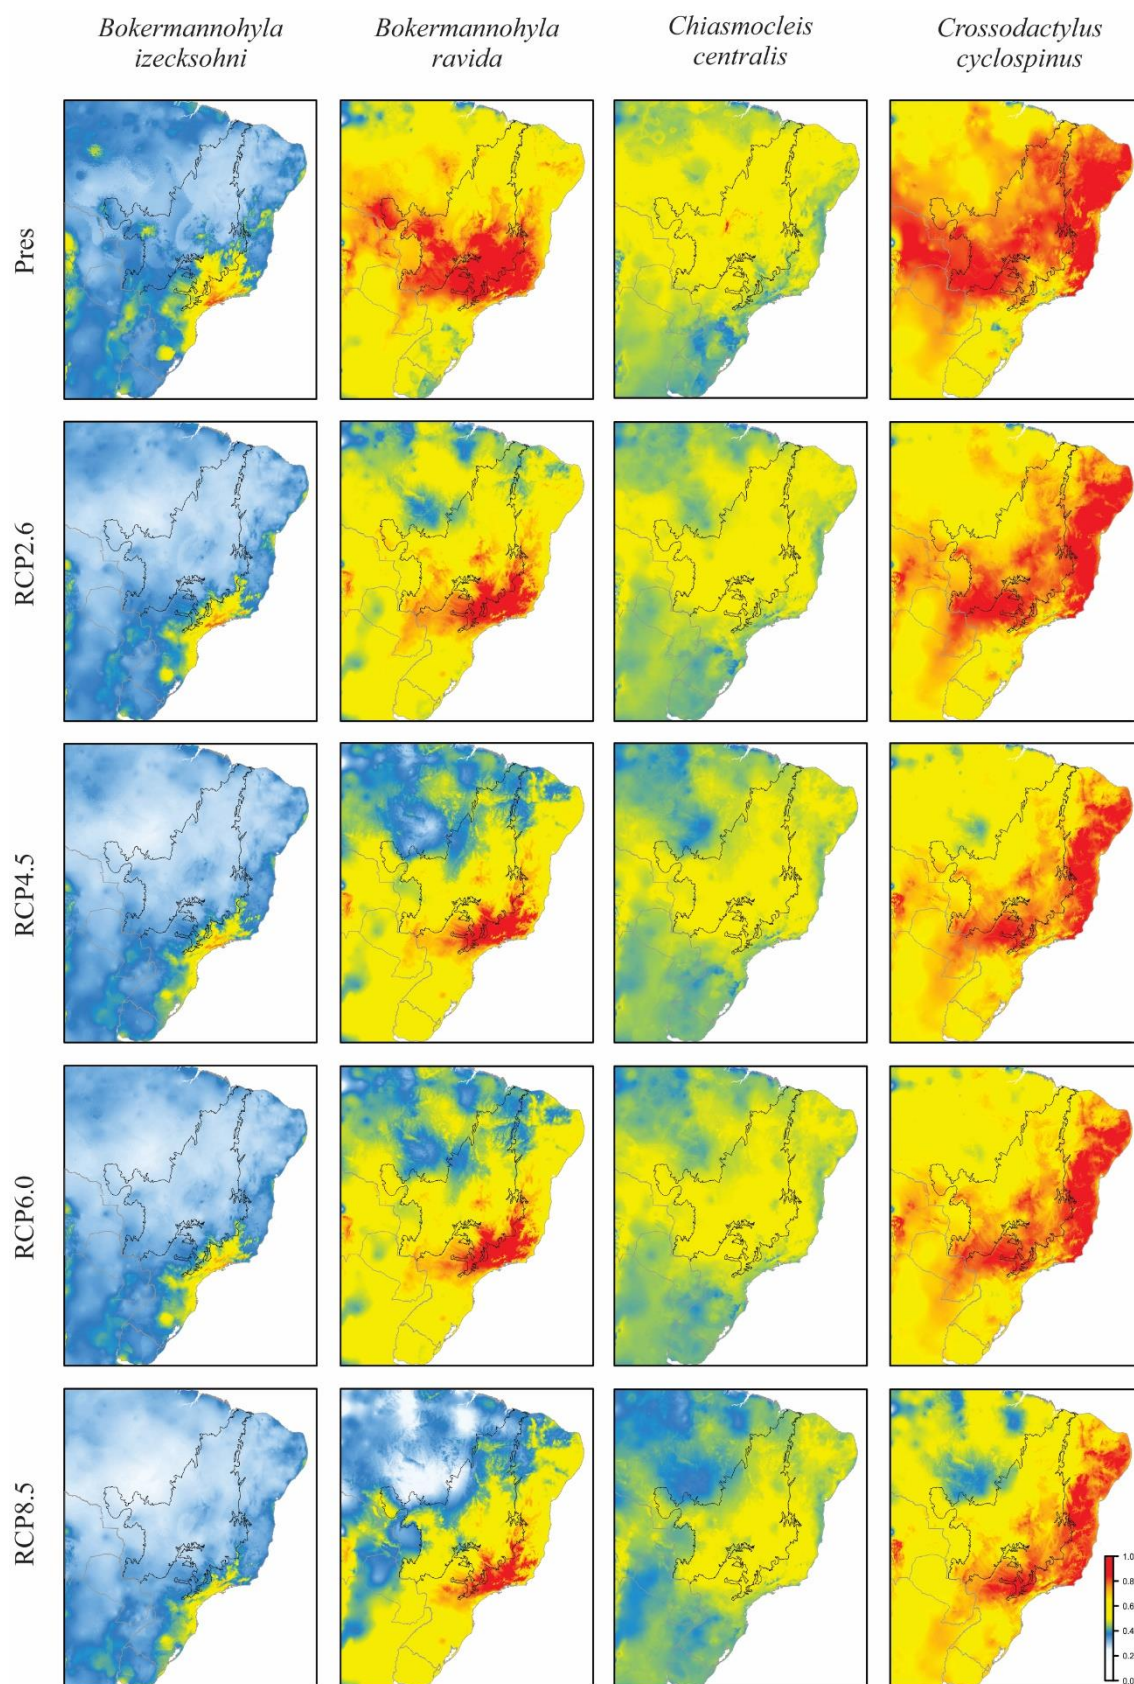 Bokermannohyla
izecksohni
Bokermannohyla
ravida
Chiasmocleis
centralis
Crossodactylus
cyclospinus
Pres
RCP2.6
RCP4.5
RCP6.0
RCP8.5
1.0
0.8
0.6
0.4
0.2
0.0